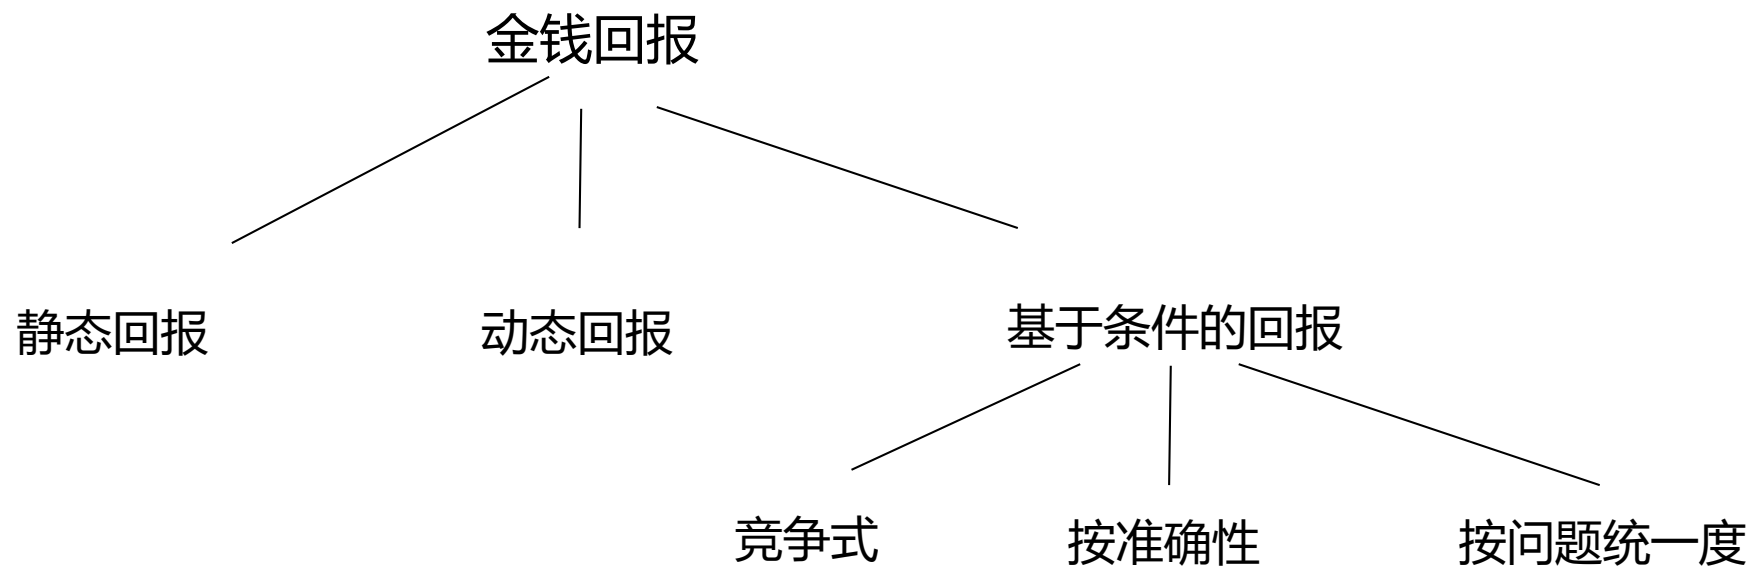 金钱回报
静态回报
动态回报
基于条件的回报
竞争式
按准确性
按问题统一度